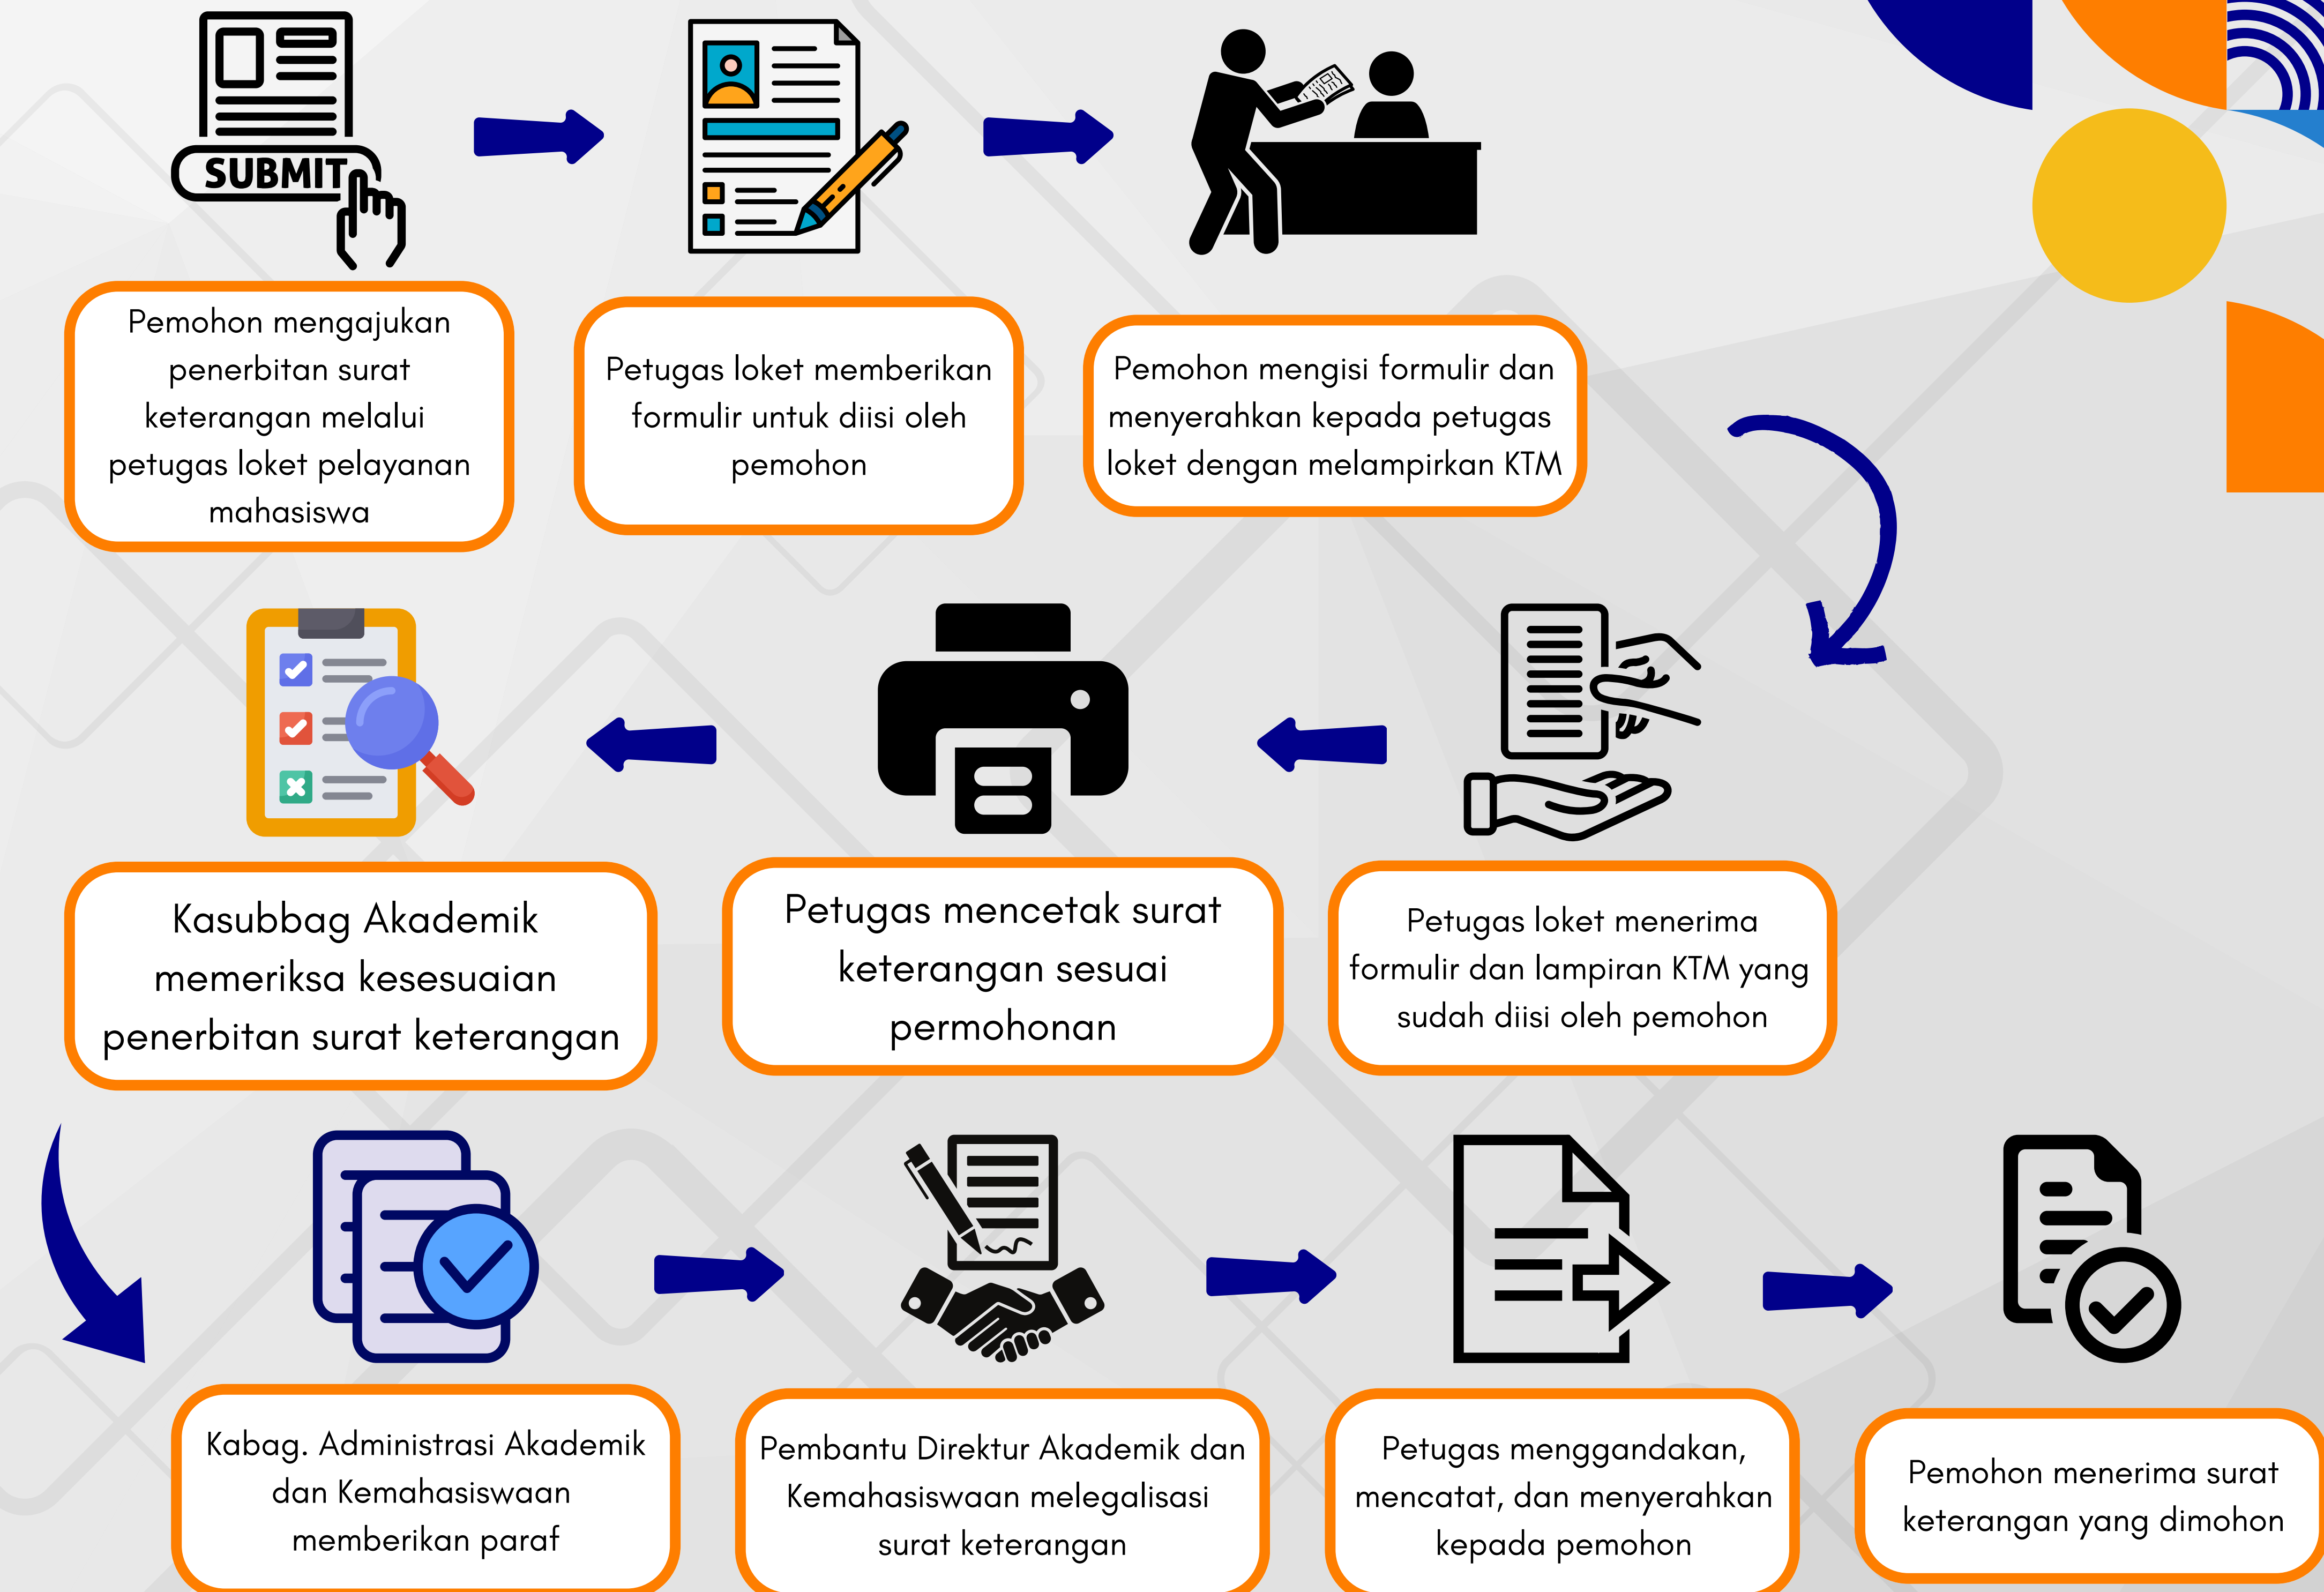 SUBMIT
Pemohon mengajukan
penerbitan surat
keterangan melalui
petugas loket pelayanan
mahasiswa
Petugas loket memberikan
formulir untuk diisi oleh
pemohon
Pemohon mengisi formulir dan
menyerahkan kepada petugas
loket dengan melampirkan KTM
Petugas loket menerima
formulir dan lampiran KTM yang
sudah diisi oleh pemohon
Petugas mencetak surat
keterangan sesuai
permohonan
Kasubbag Akademik
memeriksa kesesuaian
penerbitan surat keterangan
Kabag. Administrasi Akademik
dan Kemahasiswaan
memberikan paraf
Pembantu Direktur Akademik dan
Kemahasiswaan melegalisasi
surat keterangan
Petugas menggandakan,
mencatat, dan menyerahkan
kepada pemohon
Pemohon menerima surat
keterangan yang dimohon